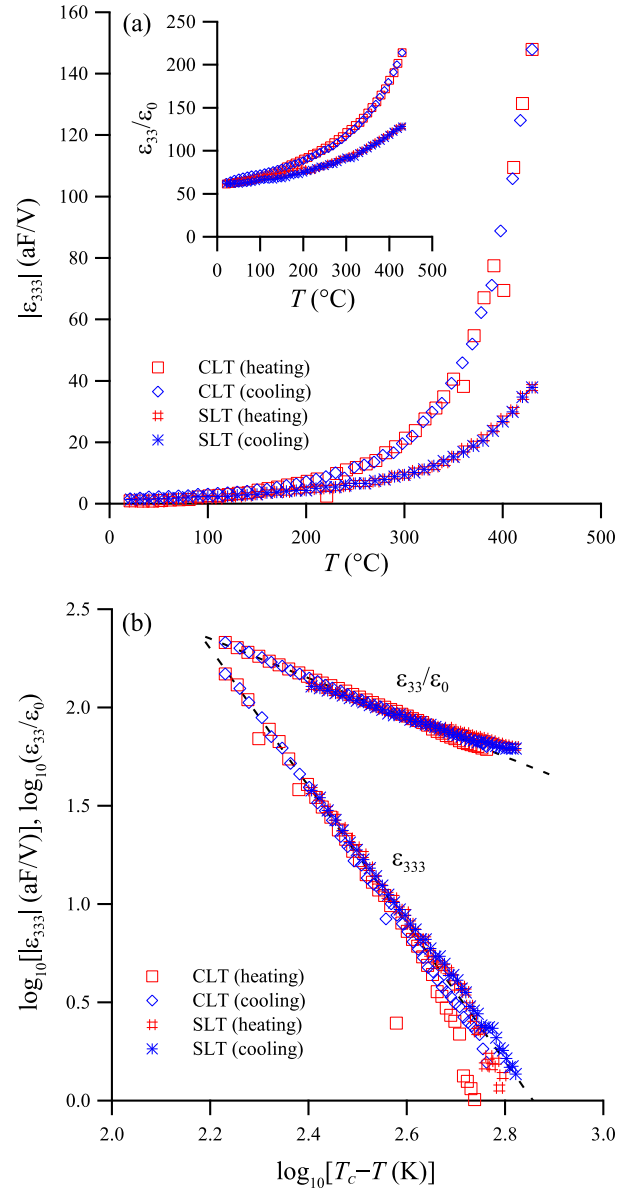 (a)
ε33/ε0
250
200
150
100
50
0
0 100 200 300 400 500
T (°C)
|ε333| (aF/V)
160
140
120
100
80
60
40
20
0
CLT (heating)
CLT (cooling)
SLT (heating)
SLT (cooling)
0 100 200 300 400 500
T (°C)
(b)
log10[|ε333| (aF/V)], log10(ε33/ε0)
2.5
2.0
1.5
1.0
0.5
0.0
ε33/ε0
ε333
CLT (heating)
CLT (cooling)
SLT (heating)
SLT (cooling)
2.0 2.2 2.4 2.6 2.8 3.0
log10[Tc−T (K)]